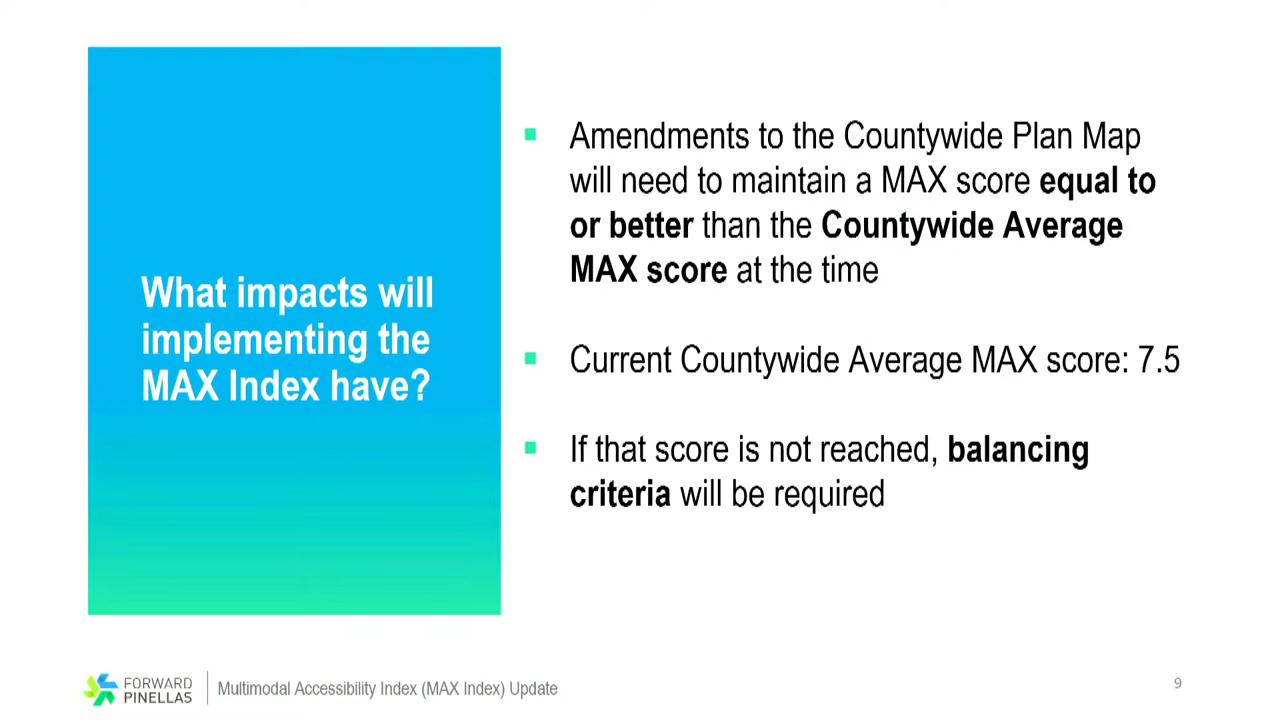 What impacts will
implementing the
MAX Index have?
▪ Amendments to the Countywide Plan Map
will need to maintain a MAX score equal to
or better than the Countywide Average
MAX score at the time
▪ Current Countywide Average MAX score: 7.5
▪ If that score is not reached, balancing
criteria will be required
FORWARD
PINELLAS
Multimodal Accessibility Index (MAX Index) Update
9